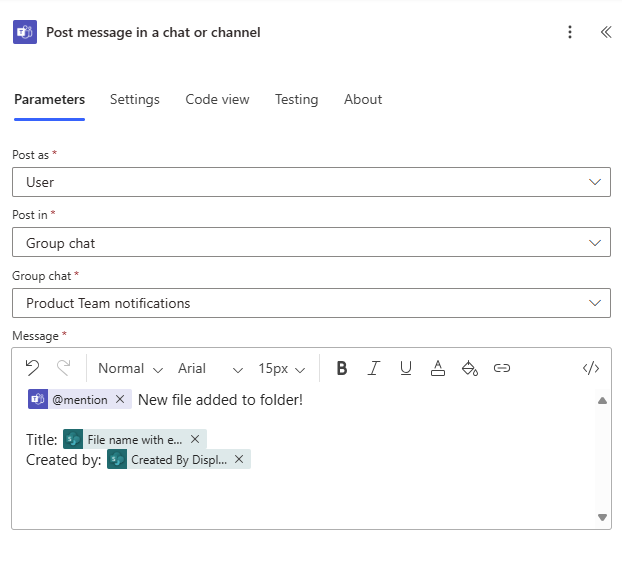 Post message in a chat or channel
Parameters Settings Code view Testing About
Post as *
User
Post in *
Group chat
Group chat *
Product Team notifications
Message *
Normal Arial 15px B I U A </>
@mention × New file added to folder!
Title: File name with e... ×
Created by: Created By Displ... ×